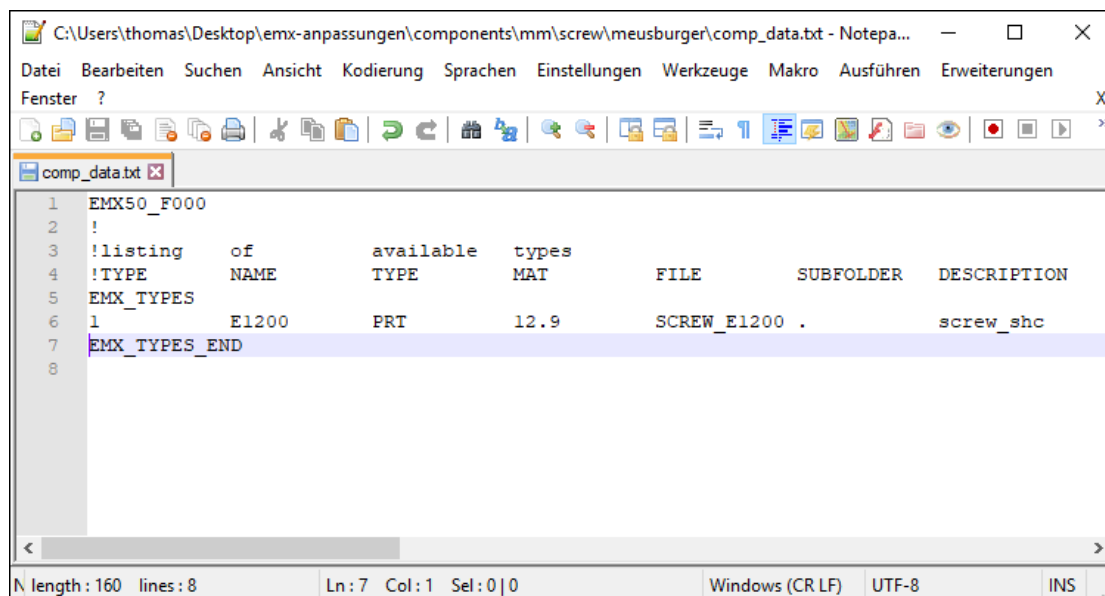 C:\Users\thomas\Desktop\emx-anpassungen\components\mm\screw\meusburger\comp_data.txt - Notepa...
Datei Bearbeiten Suchen Ansicht Kodierung Sprachen Einstellungen Werkzeuge Makro Ausführen Erweiterungen
Fenster ? X
comp_data.txt
1 EMX50_F000
2 !
3 !listing of available types
4 !TYPE NAME TYPE MAT FILE SUBFOLDER DESCRIPTION
5 EMX_TYPES
6 1 E1200 PRT 12.9 SCREW_E1200 . screw_shc
7 EMX_TYPES_END
8
N length : 160 lines : 8 Ln : 7 Col : 1 Sel : 0 | 0 Windows (CR LF) UTF-8 INS